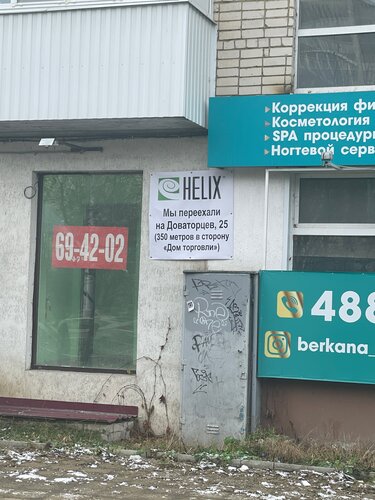 Коррекция фи
Косметология
SPA процедур
Ногтевой серв
HELIX
Мы переехали
на Доваторцев, 25
(350 метров в сторону
«Дом торговли»)
69-42-02
488
berkana_